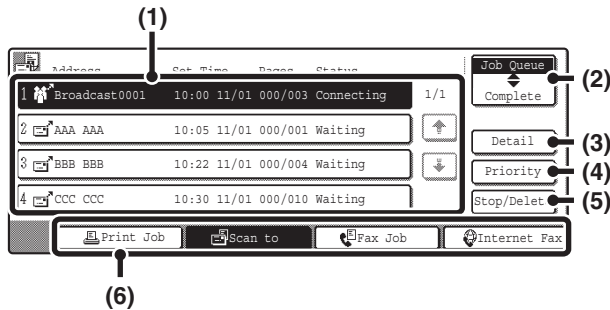 (1)
Address Set Time Pages Status
Job Queue
Complete
(2)
1 Broadcast0001 10:00 11/01 000/003 Connecting
1/1
2 AAA AAA 10:05 11/01 000/001 Waiting
Detail
(3)
3 BBB BBB 10:22 11/01 000/004 Waiting
Priority
(4)
4 CCC CCC 10:30 11/01 000/010 Waiting
Stop/Delet
(5)
Print Job Scan to Fax Job Internet Fax
(6)